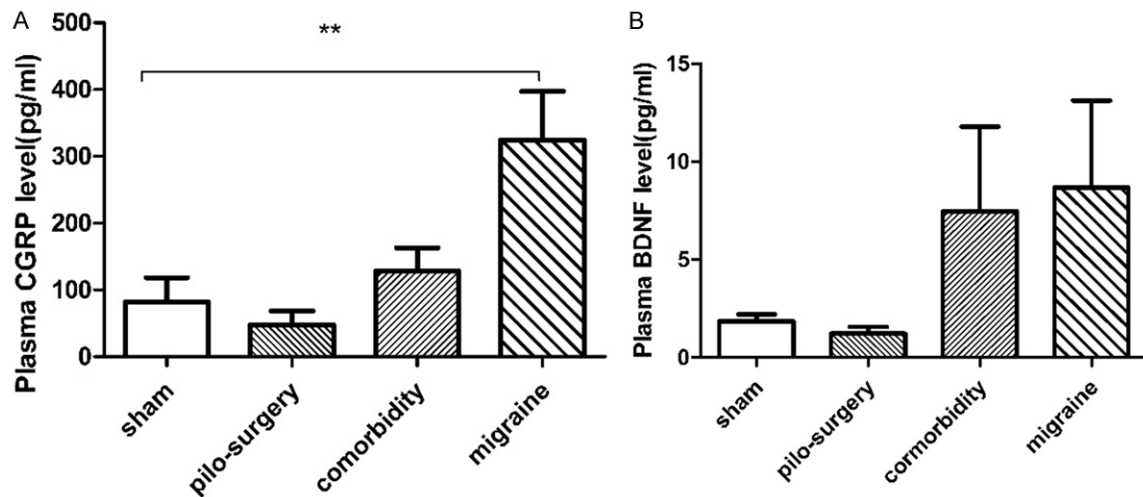 A
Plasma CGRP level(pg/ml)
500
400
300
200
100
0
**
sham
pilo-surgery
comorbidity
migraine
B
Plasma BDNF level(pg/ml)
15
10
5
0
sham
pilo-surgery
cormorbidity
migraine